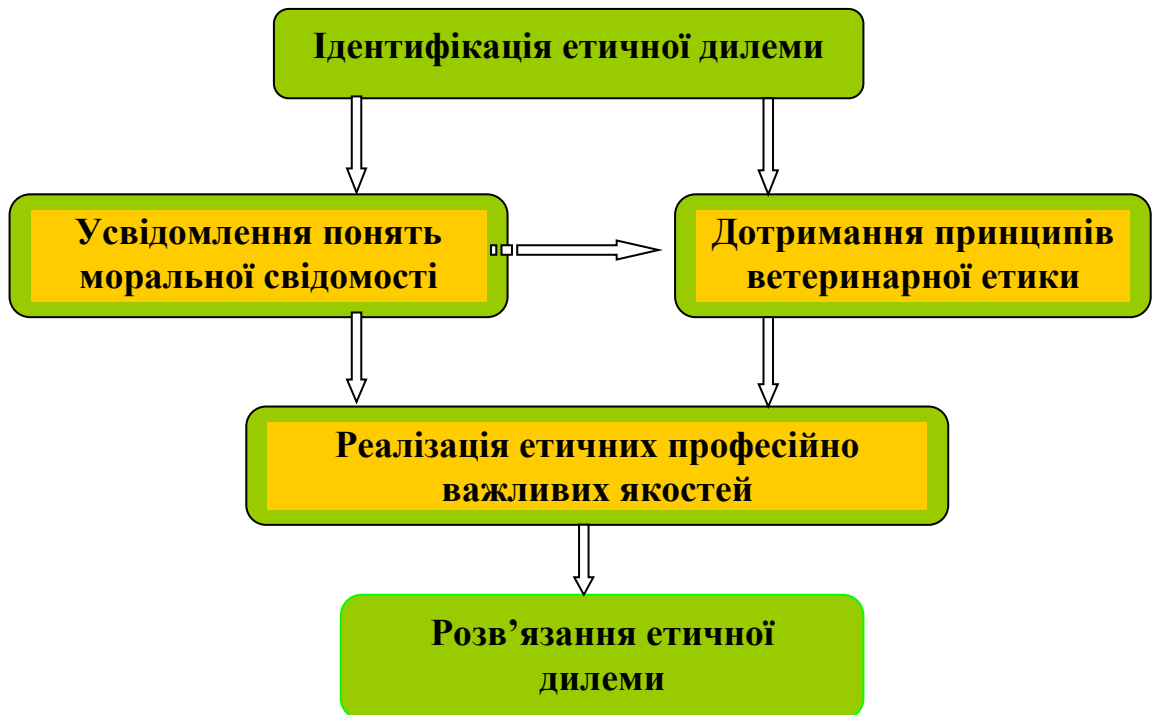 Ідентифікація етичної дилеми
Усвідомлення понять
моральної свідомості
Дотримання принципів
ветеринарної етики
Реалізація етичних професійно
важливих якостей
Розв’язання етичної
дилеми